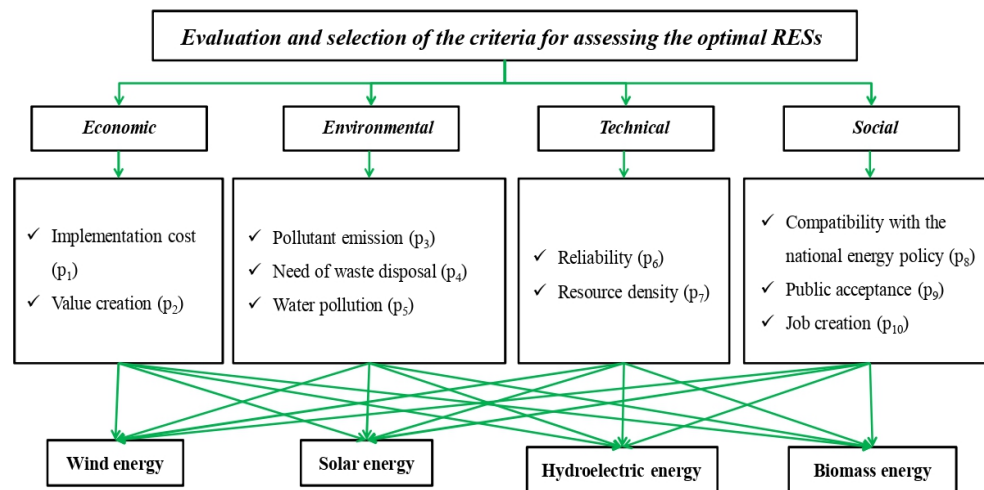 Evaluation and selection of the criteria for assessing the optimal RESs
Economic
Environmental
Technical
Social
✓ Implementation cost
(p₁)
✓ Value creation (p₂)
✓ Pollutant emission (p₃)
✓ Need of waste disposal (p₄)
✓ Water pollution (p₅)
✓ Reliability (p₆)
✓ Resource density (p₇)
✓ Compatibility with the
national energy policy (p₈)
✓ Public acceptance (p₉)
✓ Job creation (p₁₀)
Wind energy
Solar energy
Hydroelectric energy
Biomass energy